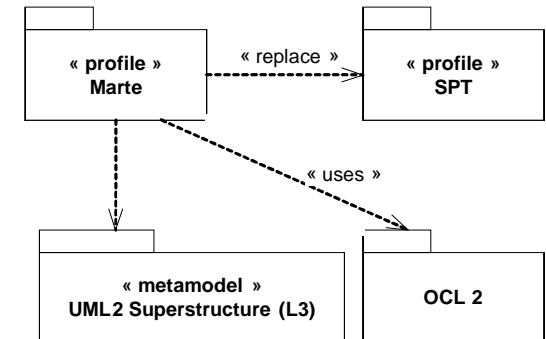 « profile »
Marte
« replace »
« profile »
SPT
« uses »
« metamodel »
UML2 Superstructure (L3)
OCL 2